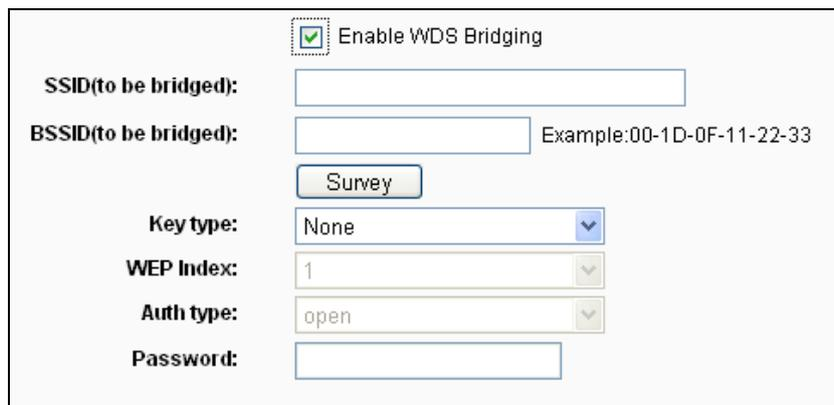 Enable WDS Bridging
SSID(to be bridged):
BSSID(to be bridged): Example:00-1D-0F-11-22-33
Survey
Key type: None
WEP Index: 1
Auth type: open
Password: